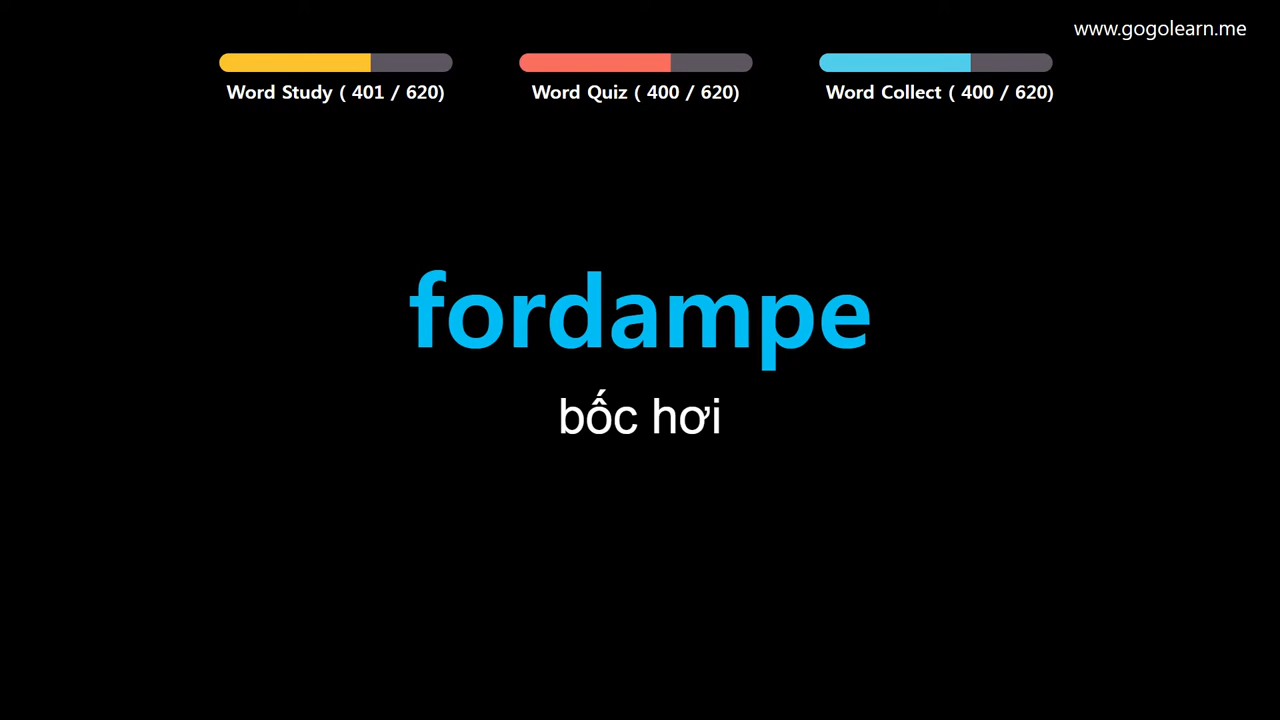 www.gogolearn.me
Word Study ( 401 / 620)
Word Quiz ( 400 / 620)
Word Collect ( 400 / 620)
fordampe
bốc hơi